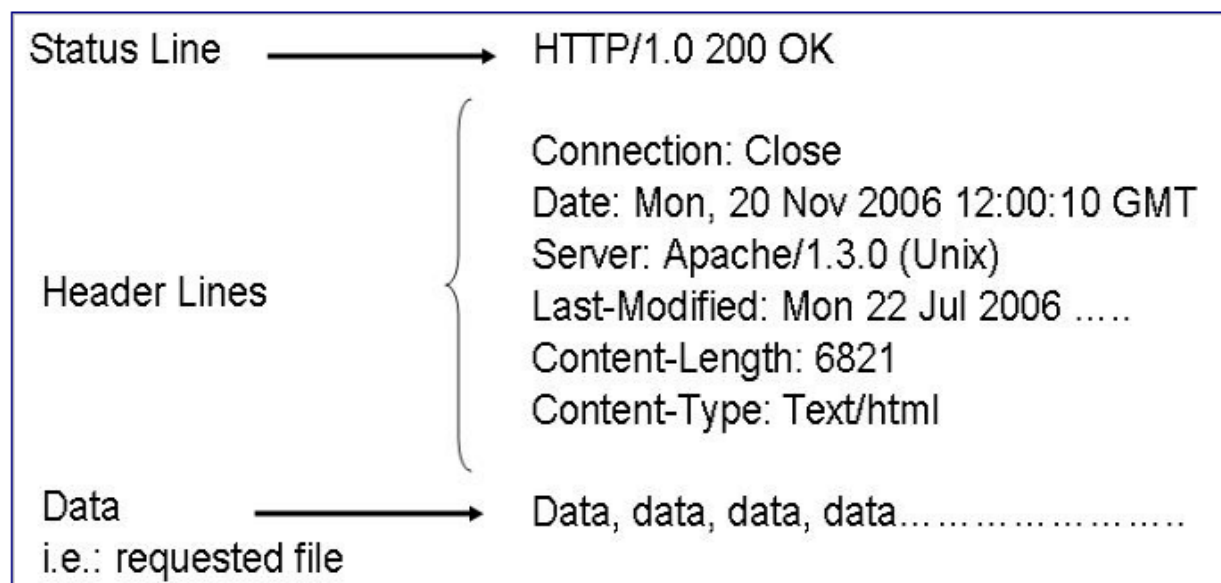 Status Line HTTP/1.0 200 OK
Connection: Close
Date: Mon, 20 Nov 2006 12:00:10 GMT
Server: Apache/1.3.0 (Unix)
Header Lines
Last-Modified: Mon 22 Jul 2006 …..
Content-Length: 6821
Content-Type: Text/html
Data Data, data, data, data…………………..
i.e.: requested file